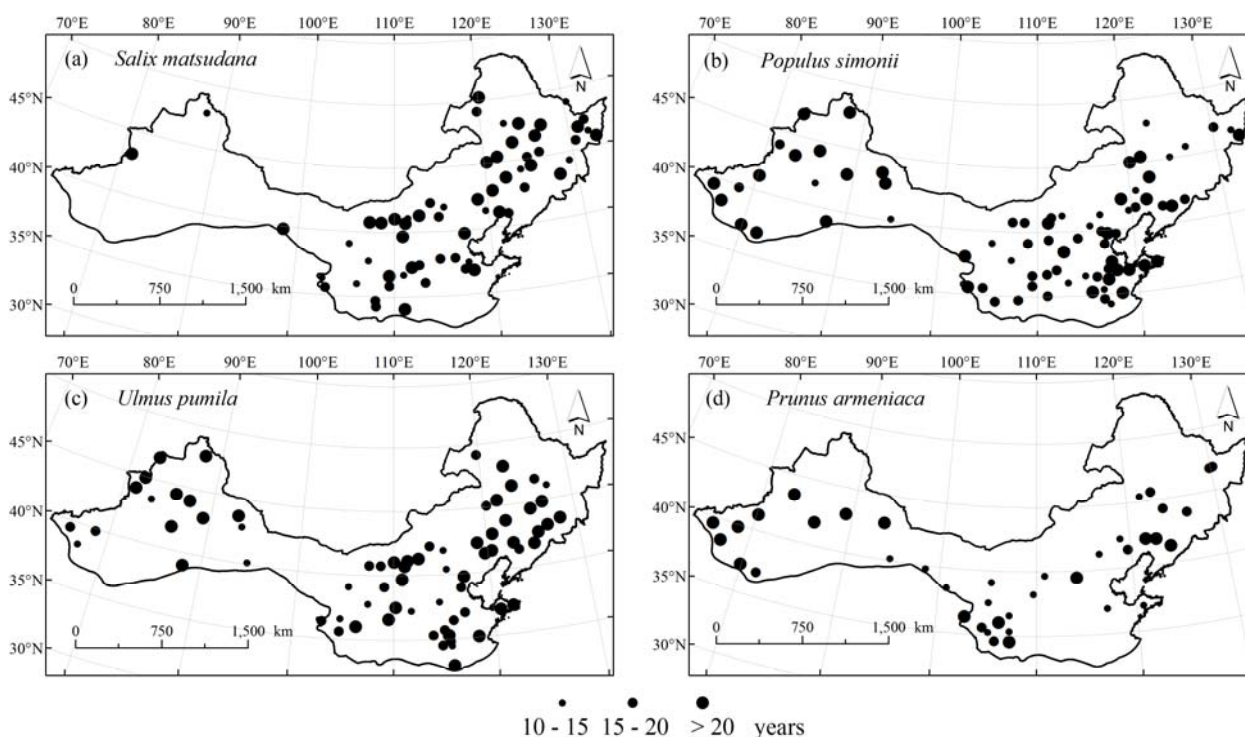 70°E 80°E 90°E 100°E 110°E 120°E 130°E
70°E 80°E 90°E 100°E 110°E 120°E 130°E
(a) Salix matsudana
N
45°N
40°N
35°N
30°N
0 750 1,500 km
(b) Populus simonii
N
45°N
40°N
35°N
30°N
0 750 1,500 km
70°E 80°E 90°E 100°E 110°E 120°E 130°E
70°E 80°E 90°E 100°E 110°E 120°E 130°E
(c) Ulmus pumila
N
45°N
40°N
35°N
30°N
0 750 1,500 km
(d) Prunus armeniaca
N
45°N
40°N
35°N
30°N
0 750 1,500 km
10 - 15 15 - 20 > 20 years